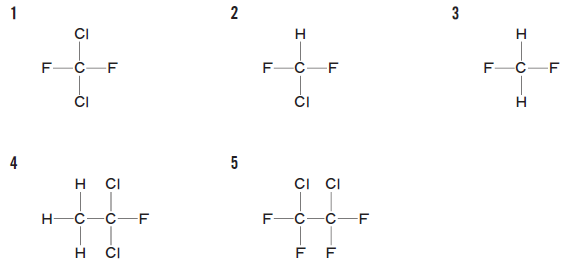 1 2 3
Cl H H
F—C—F F—C—F F—C—F
Cl Cl H
4 5
H Cl Cl Cl
H—C—C—F F—C—C—F
H Cl F F